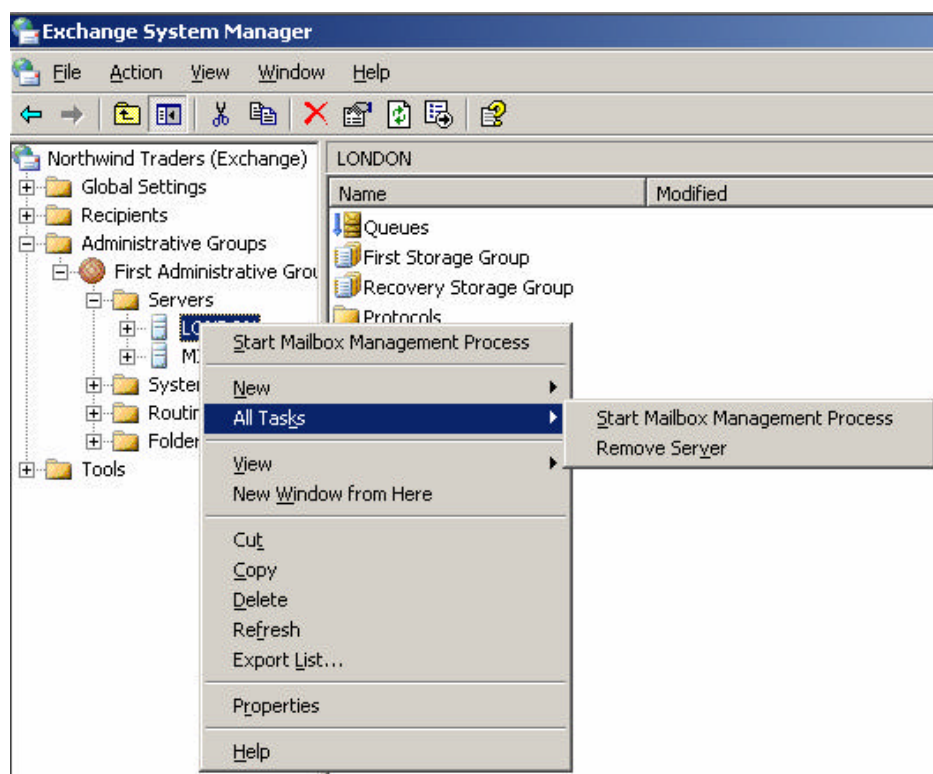 Exchange System Manager
File Action View Window Help
Northwind Traders (Exchange)
Global Settings
Recipients
Administrative Groups
First Administrative Grou
Servers
Tools
LONDON
Name Modified
Queues
First Storage Group
Recovery Storage Group
Protocols
Start Mailbox Management Process
New
All Tasks
View
New Window from Here
Cut
Copy
Delete
Refresh
Export List...
Properties
Help
Start Mailbox Management Process
Remove Server